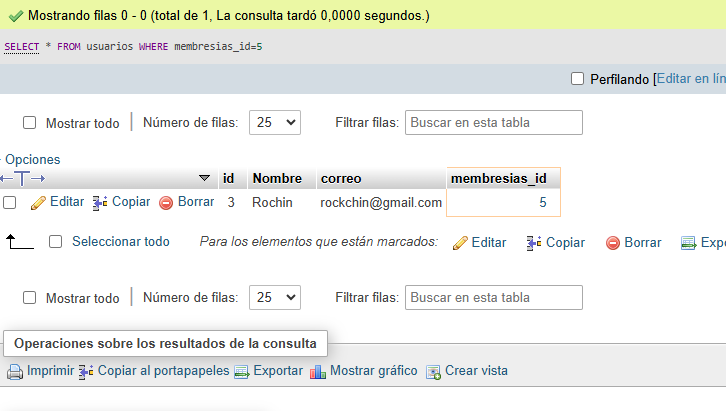 Mostrando filas 0 - 0 (total de 1, La consulta tardó 0,0000 segundos.)
SELECT * FROM usuarios WHERE membresias_id=5
Perfilando [Editar en lín
Mostrar todo | Número de filas: 25 Filtrar filas: Buscar en esta tabla
Opciones
id Nombre correo membresias_id
Editar Copiar Borrar 3 Rochin rockchin@gmail.com 5
Seleccionar todo Para los elementos que están marcados: Editar Copiar Borrar Expo
Mostrar todo | Número de filas: 25 Filtrar filas: Buscar en esta tabla
Operaciones sobre los resultados de la consulta
Imprimir Copiar al portapapeles Exportar Mostrar gráfico Crear vista